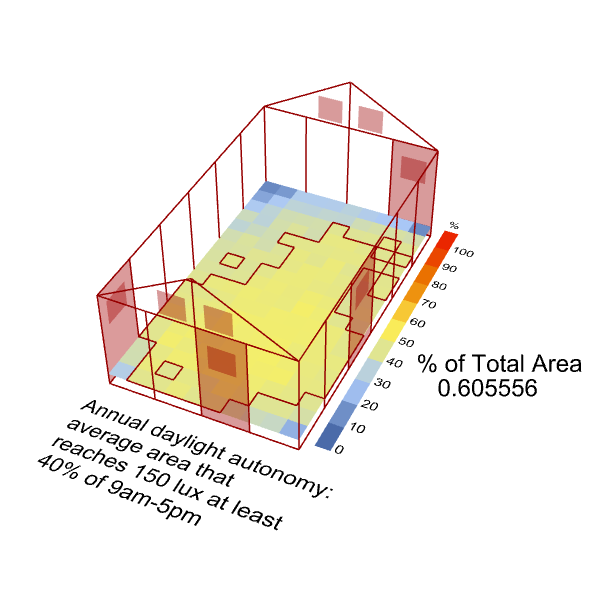 %
100
90
80
70
60
50
40
30
20
10
0
% of Total Area
0.605556
Annual daylight autonomy:
average area that
reaches 150 lux at least
40% of 9am-5pm